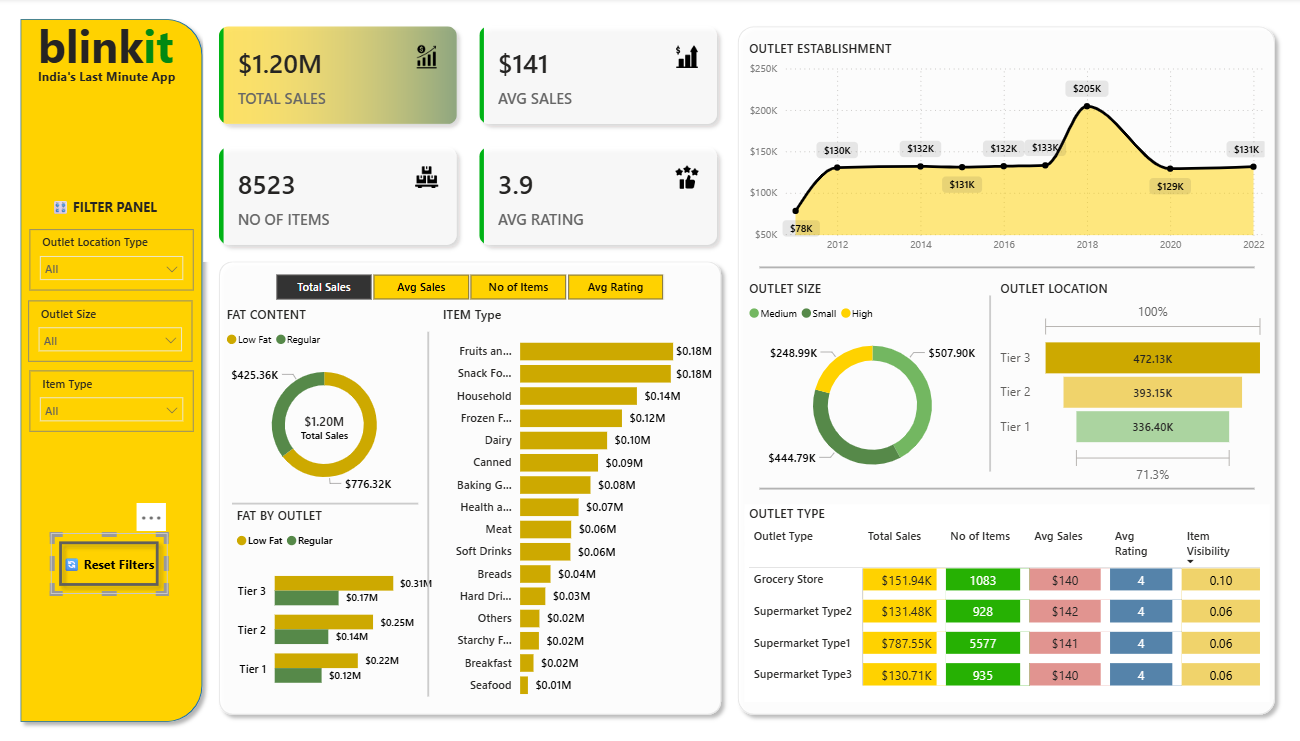 blinkit
India's Last Minute App
FILTER PANEL
Outlet Location Type
All
Outlet Size
All
Item Type
All
Reset Filters
$1.20M
TOTAL SALES
$141
AVG SALES
8523
NO OF ITEMS
3.9
AVG RATING
Total Sales Avg Sales No of Items Avg Rating
FAT CONTENT
Low Fat Regular
$425.36K
$1.20M
Total Sales
$776.32K
FAT BY OUTLET
Low Fat Regular
Tier 3 $0.31M
$0.17M
Tier 2 $0.25M
$0.14M
Tier 1 $0.22M
$0.12M
ITEM Type
Fruits an... $0.18M
Snack Fo... $0.18M
Household $0.14M
Frozen F... $0.12M
Dairy $0.10M
Canned $0.09M
Baking G... $0.08M
Health a... $0.07M
Meat $0.06M
Soft Drinks $0.06M
Breads $0.04M
Hard Dri... $0.03M
Others $0.02M
Starchy F... $0.02M
Breakfast $0.02M
Seafood $0.01M
OUTLET ESTABLISHMENT
$250K
$200K
$150K
$100K
$50K
$78K
$130K
$132K
$131K
$132K
$133K
$205K
$129K
$131K
2012 2014 2016 2018 2020 2022
OUTLET SIZE
Medium Small High
$248.99K
$507.90K
$444.79K
OUTLET LOCATION
100%
Tier 3 472.13K
Tier 2 393.15K
Tier 1 336.40K
71.3%
OUTLET TYPE
Outlet Type Total Sales No of Items Avg Sales Avg Rating Item Visibility
Grocery Store $151.94K 1083 $140 4 0.10
Supermarket Type2 $131.48K 928 $142 4 0.06
Supermarket Type1 $787.55K 5577 $141 4 0.06
Supermarket Type3 $130.71K 935 $140 4 0.06